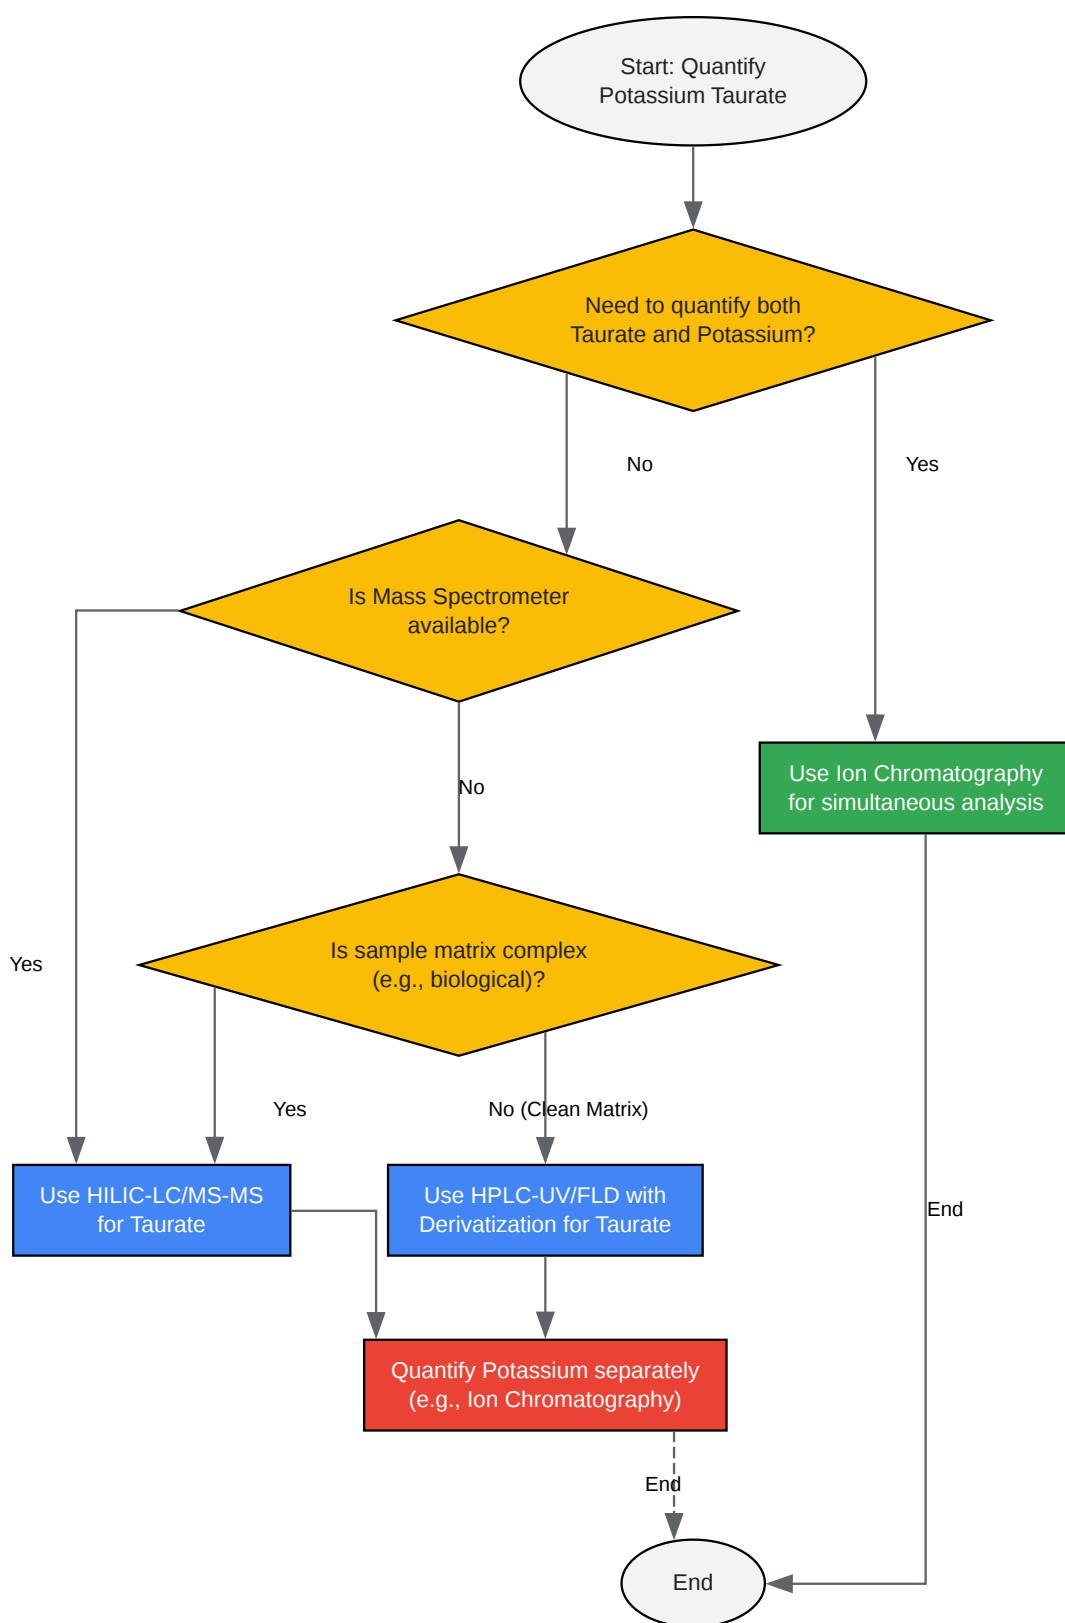 Start: Quantify
Potassium Taurate
Need to quantify both
Taurate and Potassium?
No
Yes
Is Mass Spectrometer
available?
No
Use Ion Chromatography
for simultaneous analysis
Yes
Is sample matrix complex
(e.g., biological)?
Yes
No (Clean Matrix)
Use HILIC-LC/MS-MS
for Taurate
Use HPLC-UV/FLD with
Derivatization for Taurate
End
Quantify Potassium separately
(e.g., Ion Chromatography)
End
End